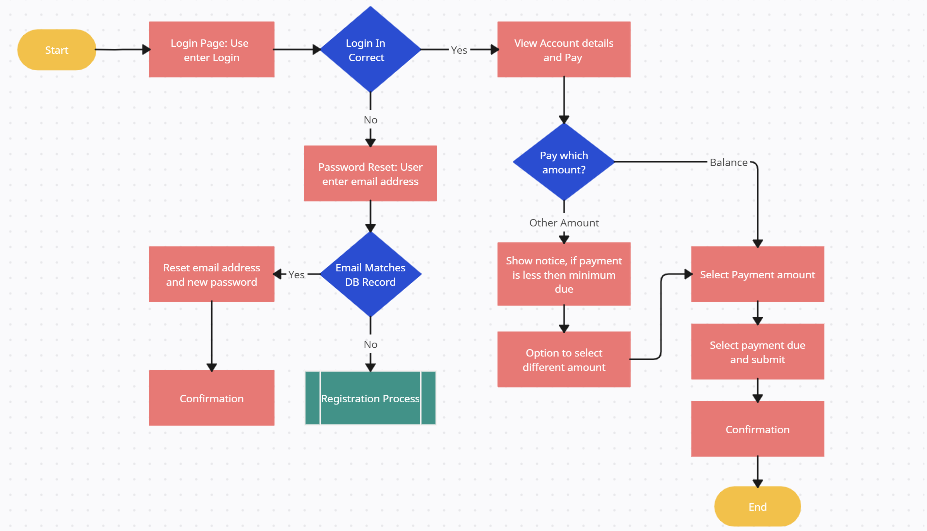 Start
Login Page: Use
enter Login
Login In
Correct
Yes
View Account details
and Pay
No
Password Reset: User
enter email address
Pay which
amount?
Balance
Other Amount
Reset email address
and new password
Yes
Email Matches
DB Record
Show notice, if payment
is less then minimum
due
Select Payment amount
No
Option to select
different amount
Select payment due
and submit
Confirmation
Registration Process
Confirmation
End